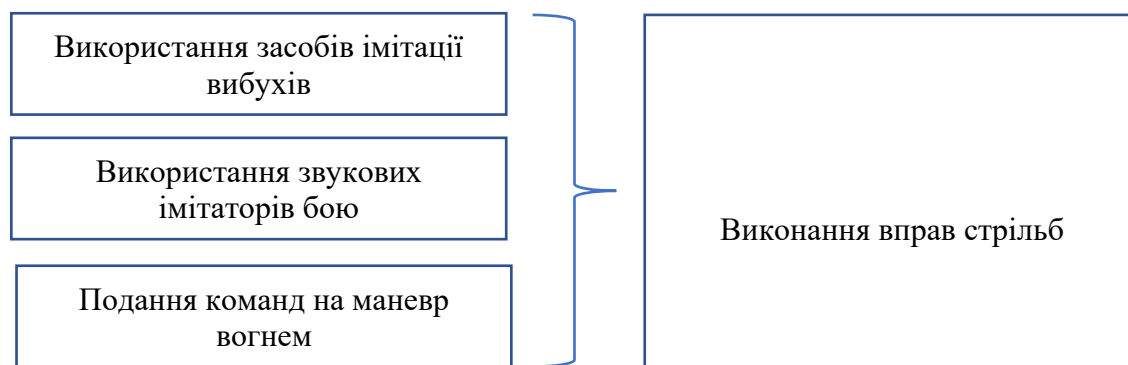 Використання засобів імітації
вибухів
Використання звукових
імітаторів бою
Подання команд на маневр
вогнем
Виконання вправ стрільб